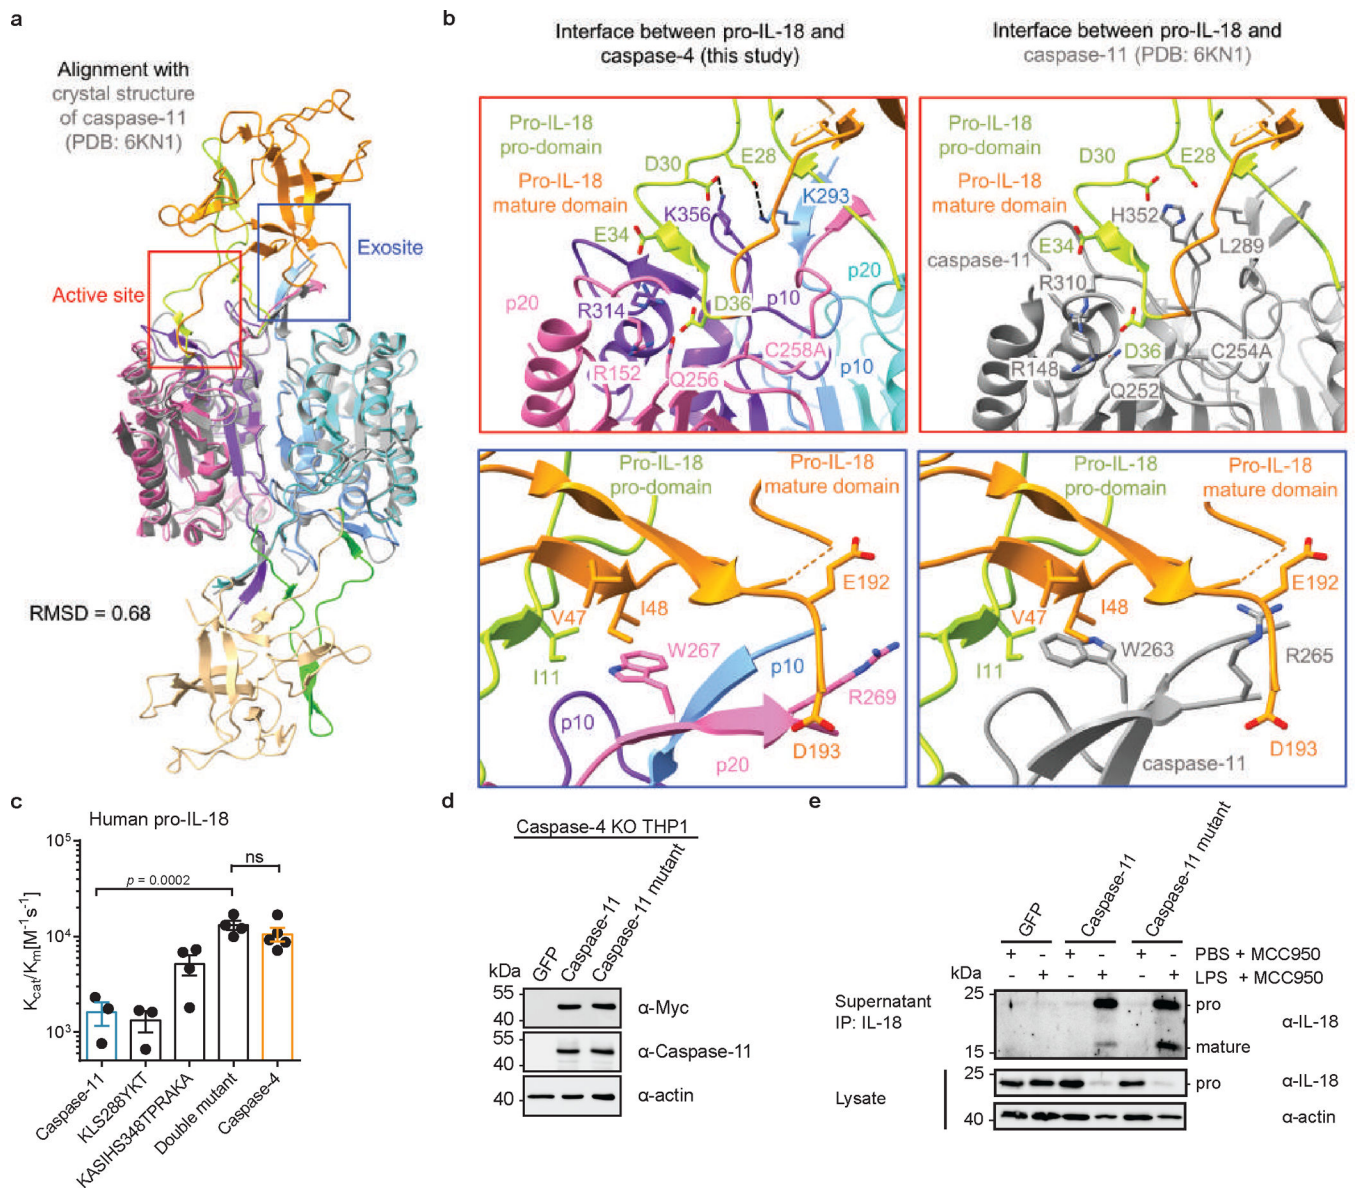 a
Alignment with
crystal structure
of caspase-11
(PDB: 6KN1)
Exosite
Active site
RMSD = 0.68
b
Interface between pro-IL-18 and
caspase-4 (this study)
Interface between pro-IL-18 and
caspase-11 (PDB: 6KN1)
Pro-IL-18
pro-domain
D30
E28
Pro-IL-18
mature domain
K293
K356
E34
p20
p20
D36
p10
R314
C258A
p10
R152
Q256
Pro-IL-18
pro-domain
D30
E28
Pro-IL-18
mature domain
H352
L289
E34
caspase-11
R310
D36
C254A
R148
Q252
Pro-IL-18
pro-domain
Pro-IL-18
mature domain
E192
V47
I48
W267
p10
I11
R269
p10
D193
p20
Pro-IL-18
pro-domain
Pro-IL-18
mature domain
E192
V47
I48
W263
R265
I11
D193
caspase-11
c
Human pro-IL-18
Kcat/Km[M⁻¹s⁻¹]
10⁵
10⁴
10³
ns
p = 0.0002
Caspase-11
KLS288YKT
KASIHS348TPRAKA
Double mutant
Caspase-4
d
Caspase-4 KO THP1
GFP
Caspase-11
Caspase-11 mutant
kDa
55
40
α-Myc
55
40
α-Caspase-11
40
α-actin
e
GFP
Caspase-11
Caspase-11 mutant
+ - + - + - PBS + MCC950
- + - + - + LPS + MCC950
kDa
Supernatant
IP: IL-18
25
15
pro
mature
α-IL-18
Lysate
25
15
pro
α-IL-18
40
α-actin